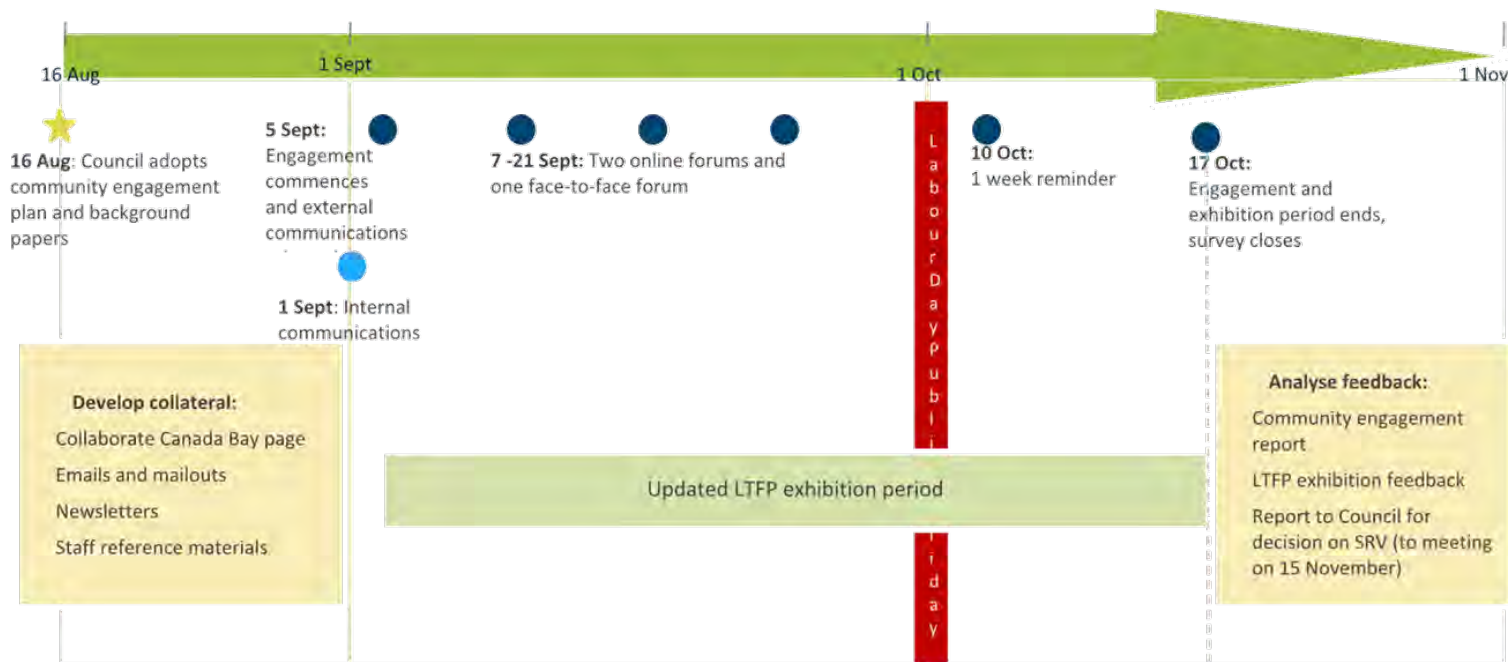 16 Aug
1 Sept
1 Oct
1 Nov
16 Aug: Council adopts
community engagement
plan and background
papers
5 Sept:
Engagement
commences
and external
communications
1 Sept: Internal
communications
7 -21 Sept: Two online forums and
one face-to-face forum
Labour Day Publi
iday
10 Oct:
1 week reminder
17 Oct:
Engagement and
exhibition period ends,
survey closes
Develop collateral:
Collaborate Canada Bay page
Emails and mailouts
Newsletters
Staff reference materials
Updated LTFP exhibition period
Analyse feedback:
Community engagement
report
LTFP exhibition feedback
Report to Council for
decision on SRV (to meeting
on 15 November)